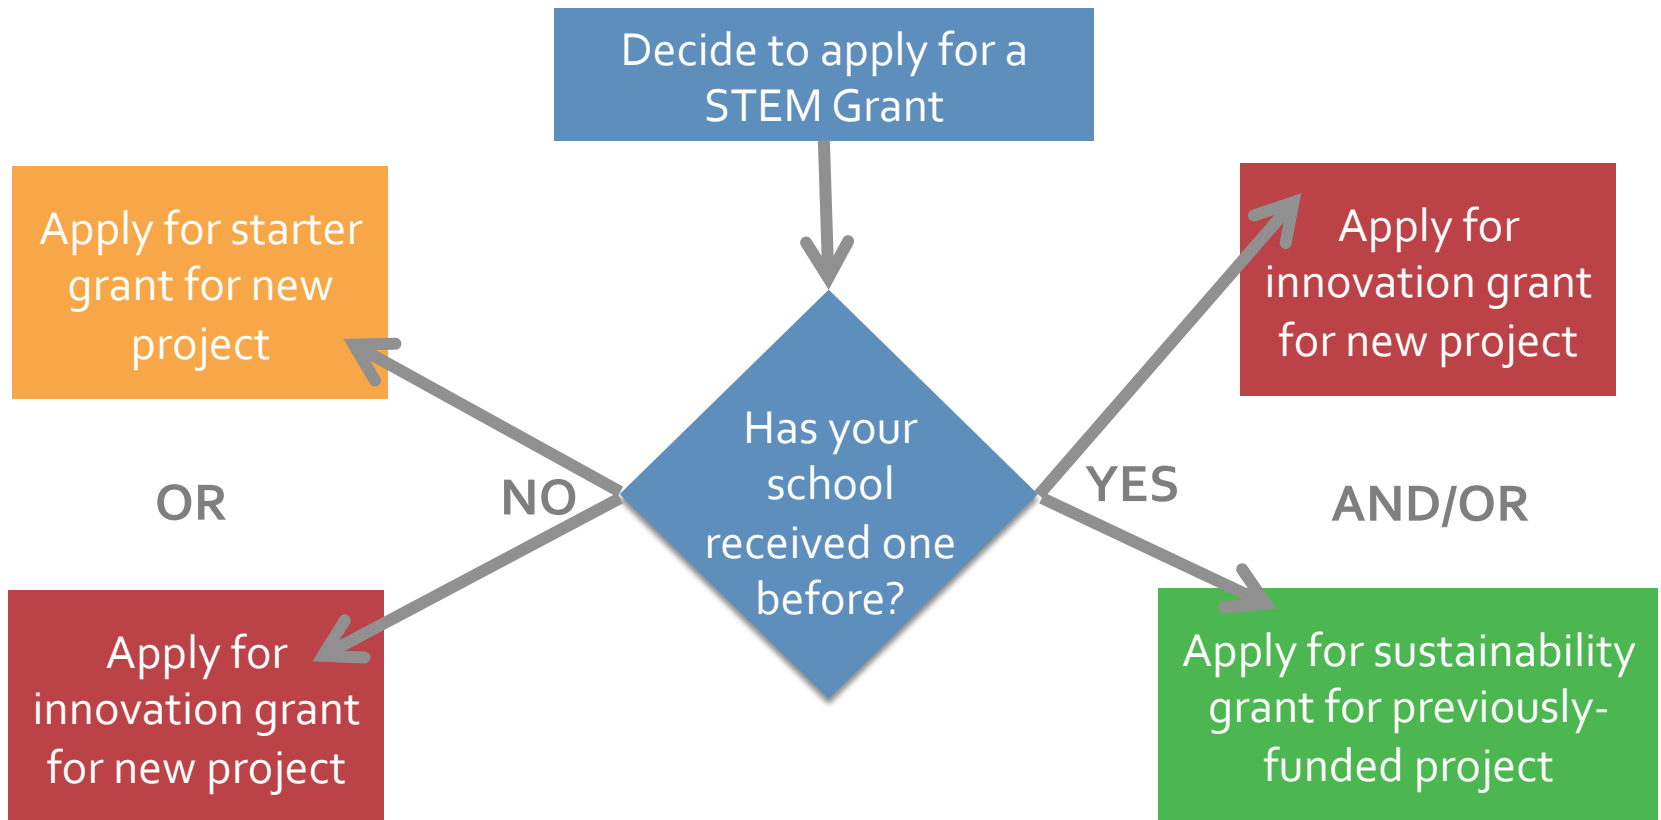 Decide to apply for a
STEM Grant
Apply for starter
grant for new
project
Apply for
innovation grant
for new project
Has your
school
received one
before?
OR
NO
YES
AND/OR
Apply for
innovation grant
for new project
Apply for sustainability
grant for previously-
funded project